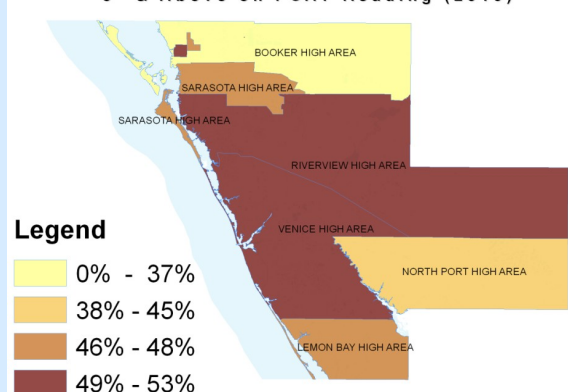 BOOKER HIGH AREA
SARASOTA HIGH AREA
SARASOTA HIGH AREA
RIVERVIEW HIGH AREA
VENICE HIGH AREA
NORTH PORT HIGH AREA
LEMON BAY HIGH AREA
Legend
0% - 37%
38% - 45%
46% - 48%
49% - 53%